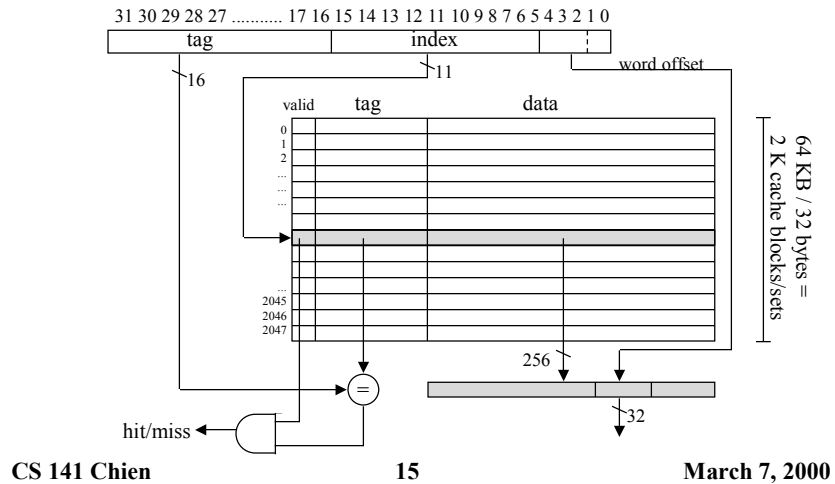 31 30 29 28 27 ........... 17 16 15 14 13 12 11 10 9 8 7 6 5 4 3 2 1 0
tag index
16
11
word offset
valid tag data
0
1
2
...
...
...
...
2045
2046
2047
64 KB / 32 bytes =
2 K cache blocks/sets
256
=
32
hit/miss
CS 141 Chien 15 March 7, 2000